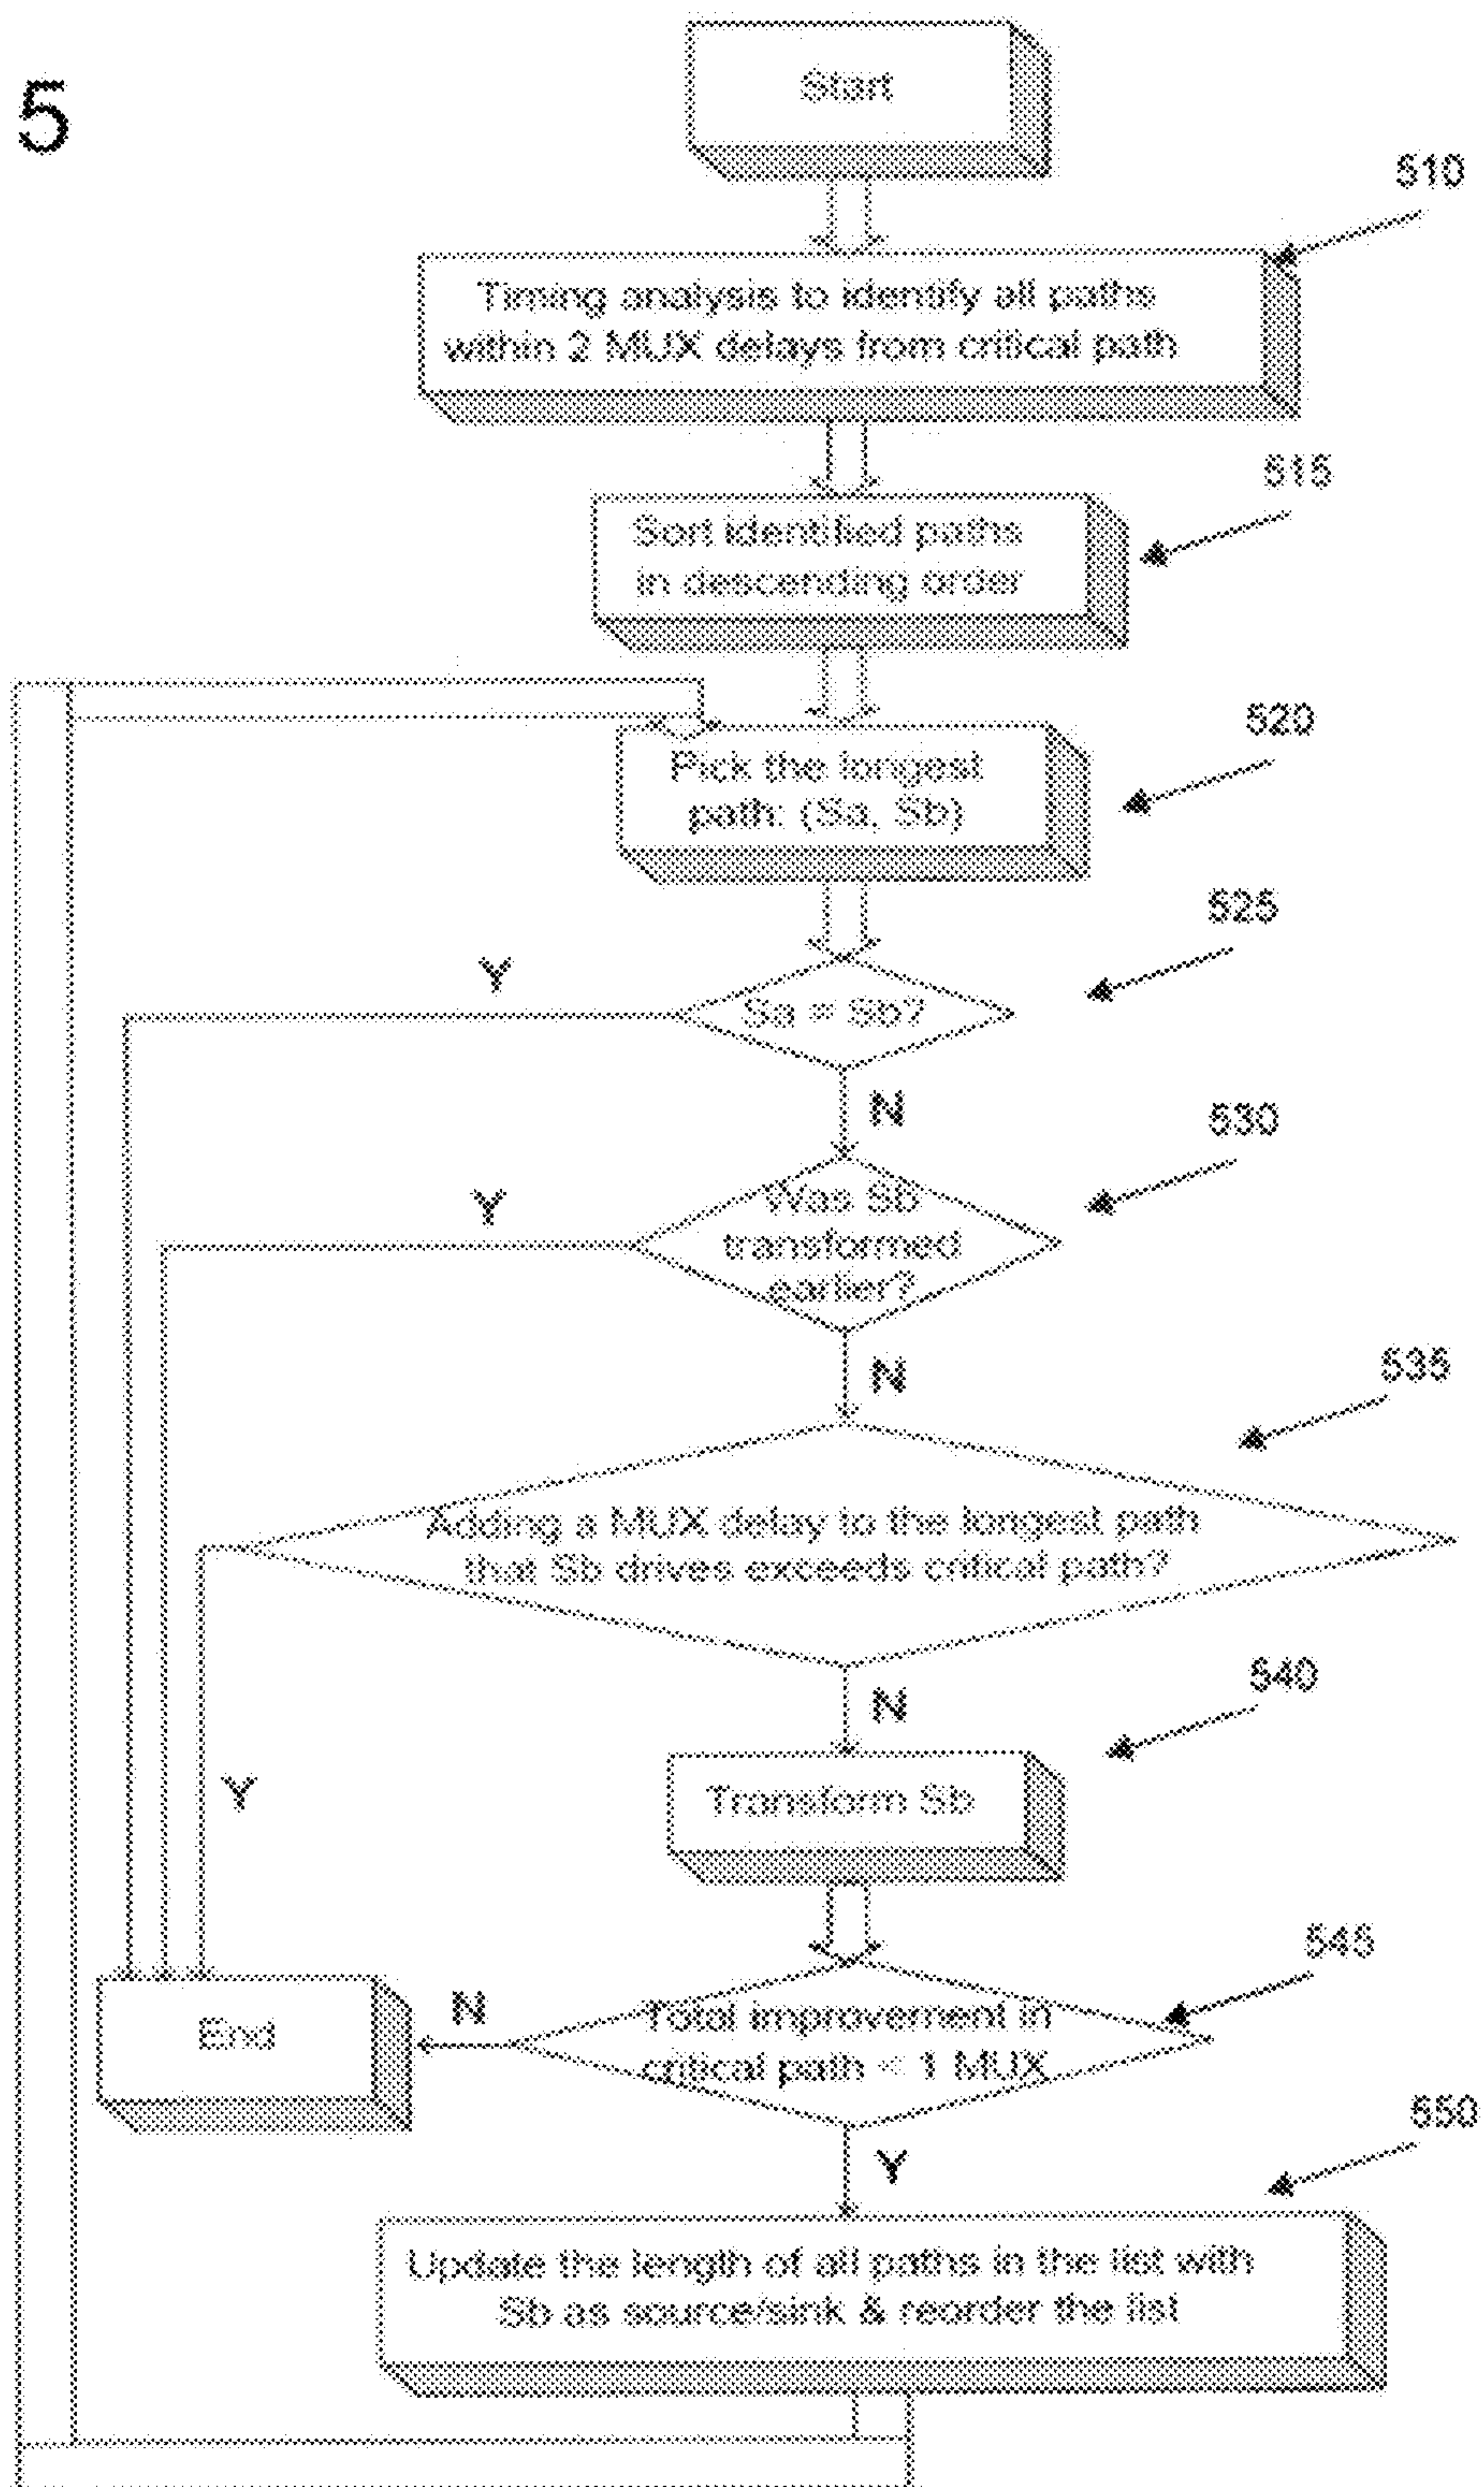 5
Start
510
Timing analysis to identify all paths
within 2 MUX delays from critical path
515
Sort identified paths
in descending order
520
Pick the longest
path: (Sa, Sb)
525
Y
Sa = Sb?
N
530
Y
Was Sb
transformed
earlier?
N
535
Adding a MUX delay to the longest path
that Sb drives exceeds critical path?
540
N
Y
Transform Sb
545
N
Total improvement in
critical path < 1 MUX
End
550
Y
Update the length of all paths in the list with
Sb as source/sink & reorder the list